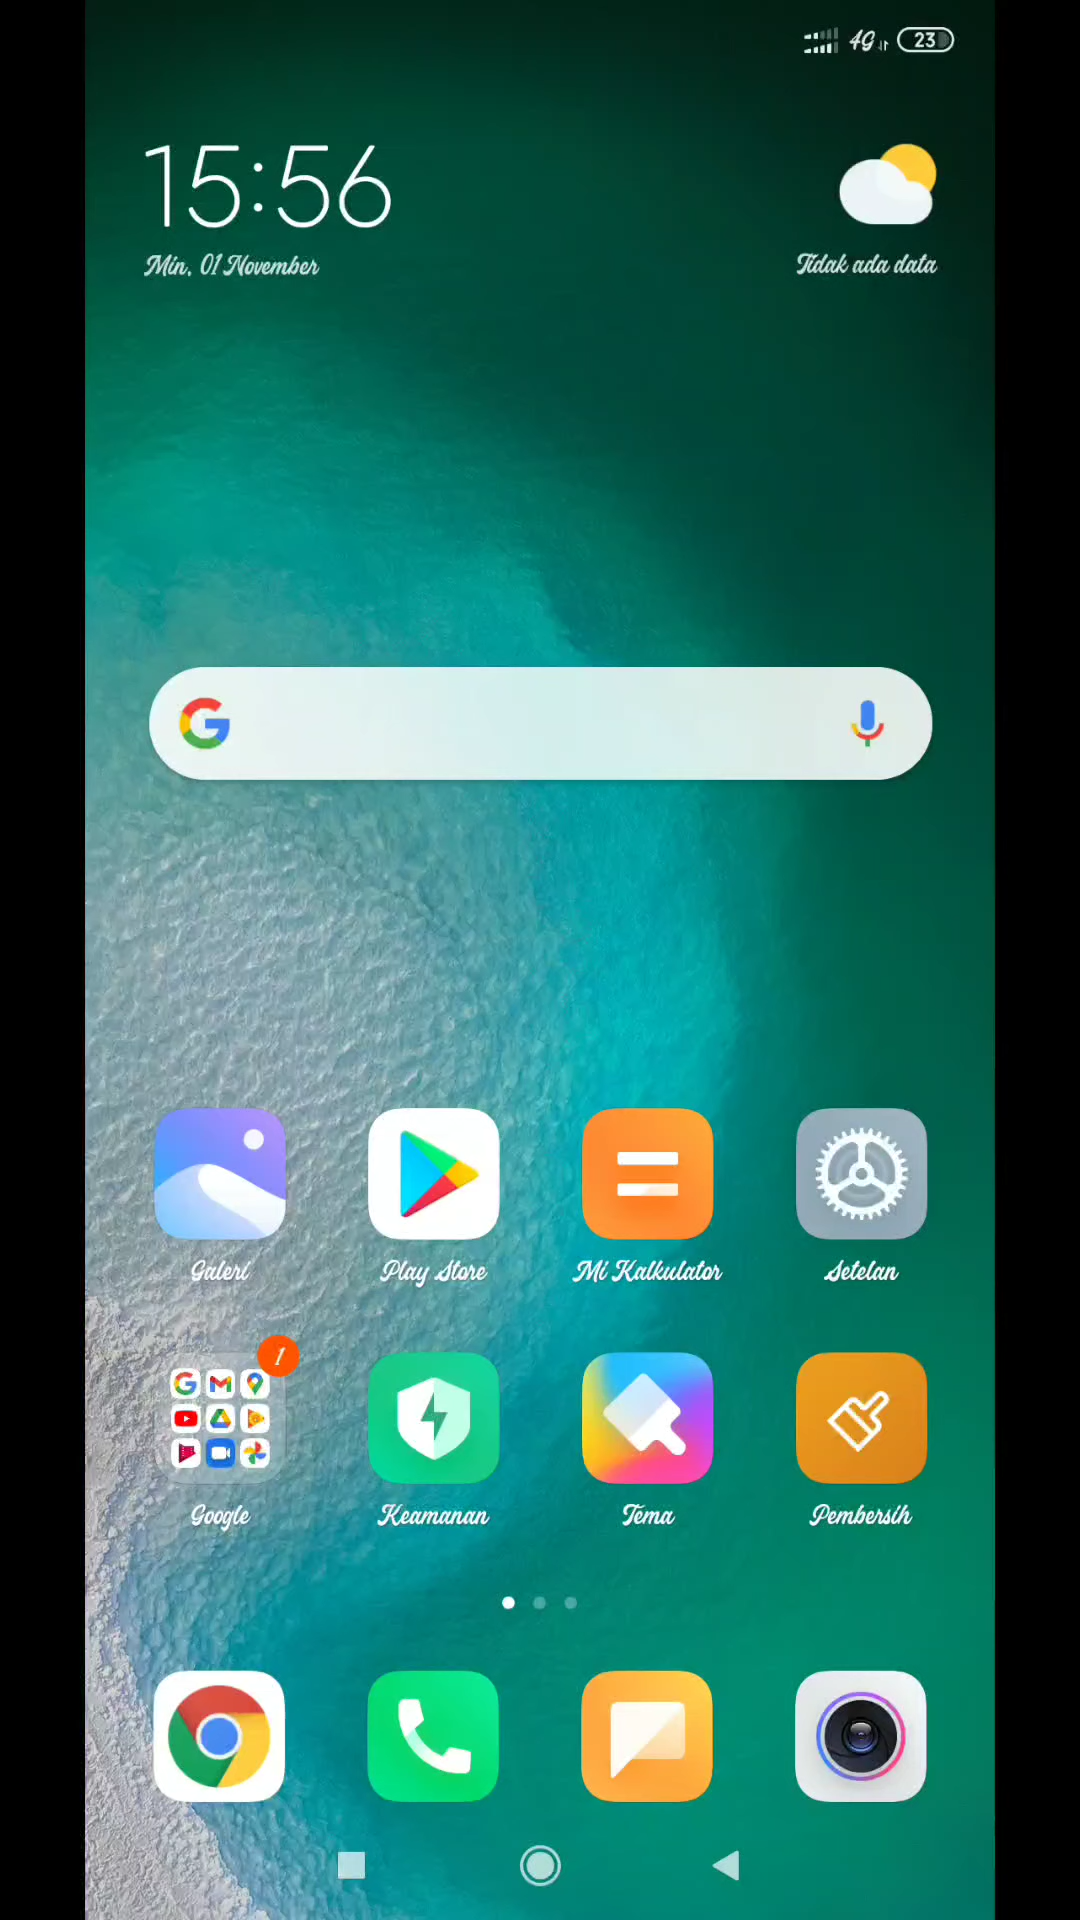 4G 23
15:56
Min, 01 November
Tidak ada data
Galeri
Play Store
Mi Kalkulator
Setelan
1
Google
Keamanan
Tema
Pembersih